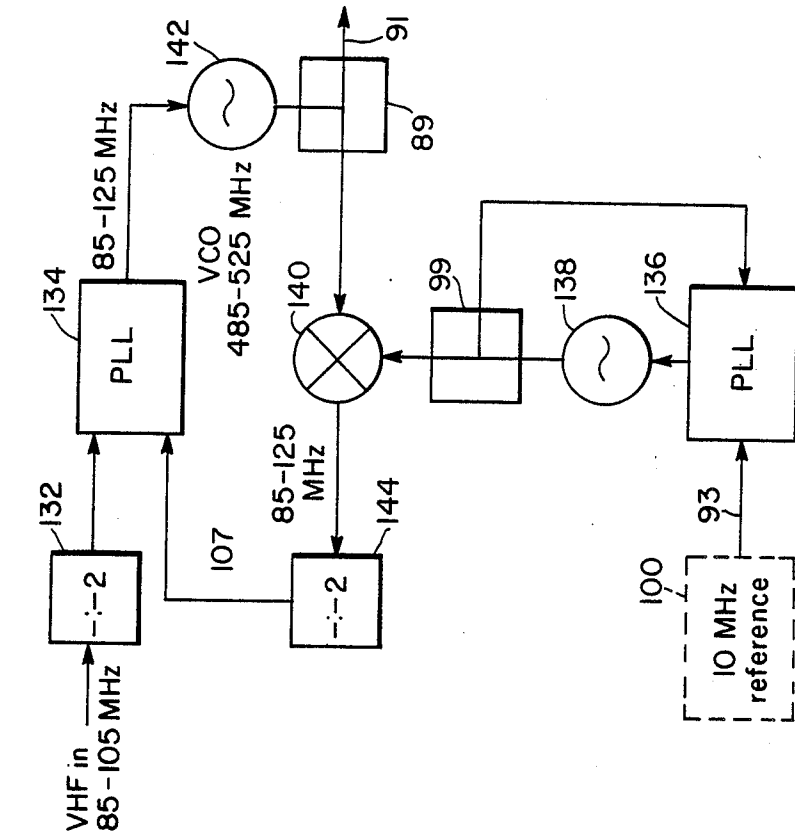 VHF in
85-105 MHz
-:-2
132
PLL
134
85-125 MHz
142
VCO
485-525 MHz
91
89
140
85-125
MHz
107
-:-2
144
99
138
136
PLL
93
100
10 MHz
reference